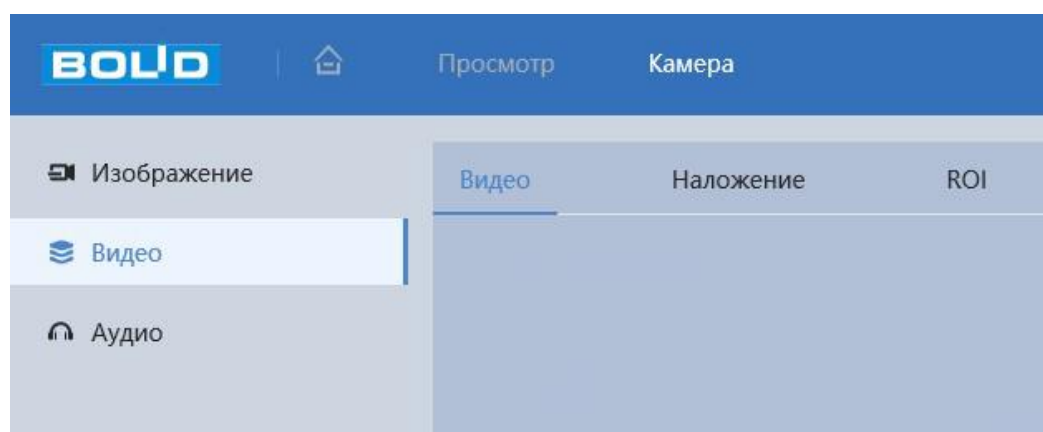 BOLID Просмотр Камера
Изображение
Видео Наложение ROI
Видео
Аудио